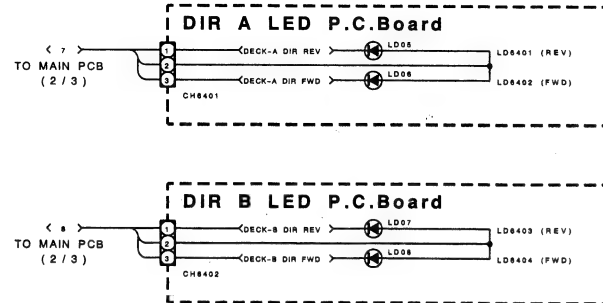 DIR A LED P.C.Board
< 7 >
TO MAIN PCB
( 2 / 3 )
1
2
3
<DECK-A DIR REV >
<DECK-A DIR FWD >
LD05
LD06
LD6401 (REV)
LD6402 (FWD)
CH6401
DIR B LED P.C.Board
< 8 >
TO MAIN PCB
( 2 / 3 )
1
2
3
<DECK-B DIR REV >
<DECK-B DIR FWD >
LD07
LD08
LD6403 (REV)
LD6404 (FWD)
CH6402